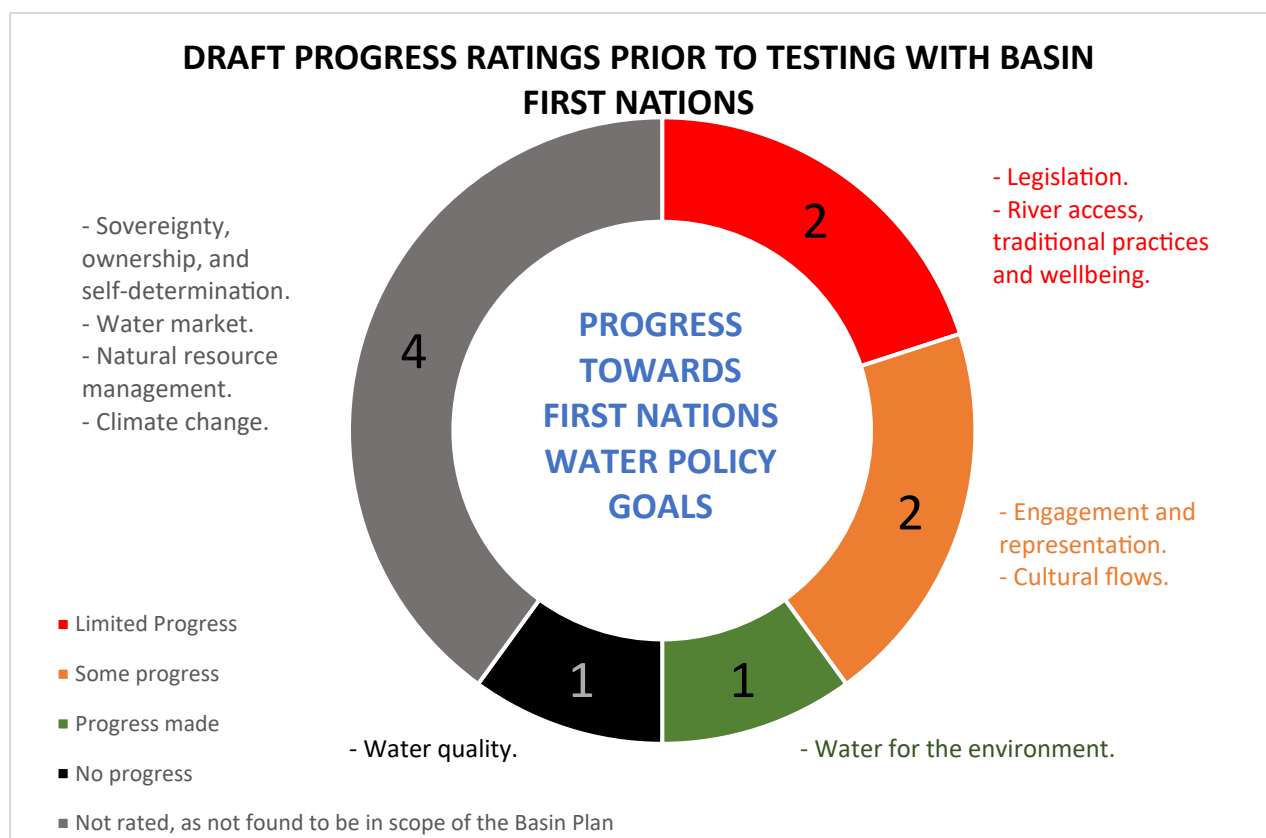 DRAFT PROGRESS RATINGS PRIOR TO TESTING WITH BASIN
FIRST NATIONS
2
- Legislation.
- River access,
traditional practices
and wellbeing.
- Sovereignty,
ownership, and
self-determination.
- Water market.
- Natural resource
management.
- Climate change.
4
PROGRESS
TOWARDS
FIRST NATIONS
WATER POLICY
GOALS
2
- Engagement and
representation.
- Cultural flows.
1
1
- Water quality.
- Water for the environment.
Limited Progress
Some progress
Progress made
No progress
Not rated, as not found to be in scope of the Basin Plan